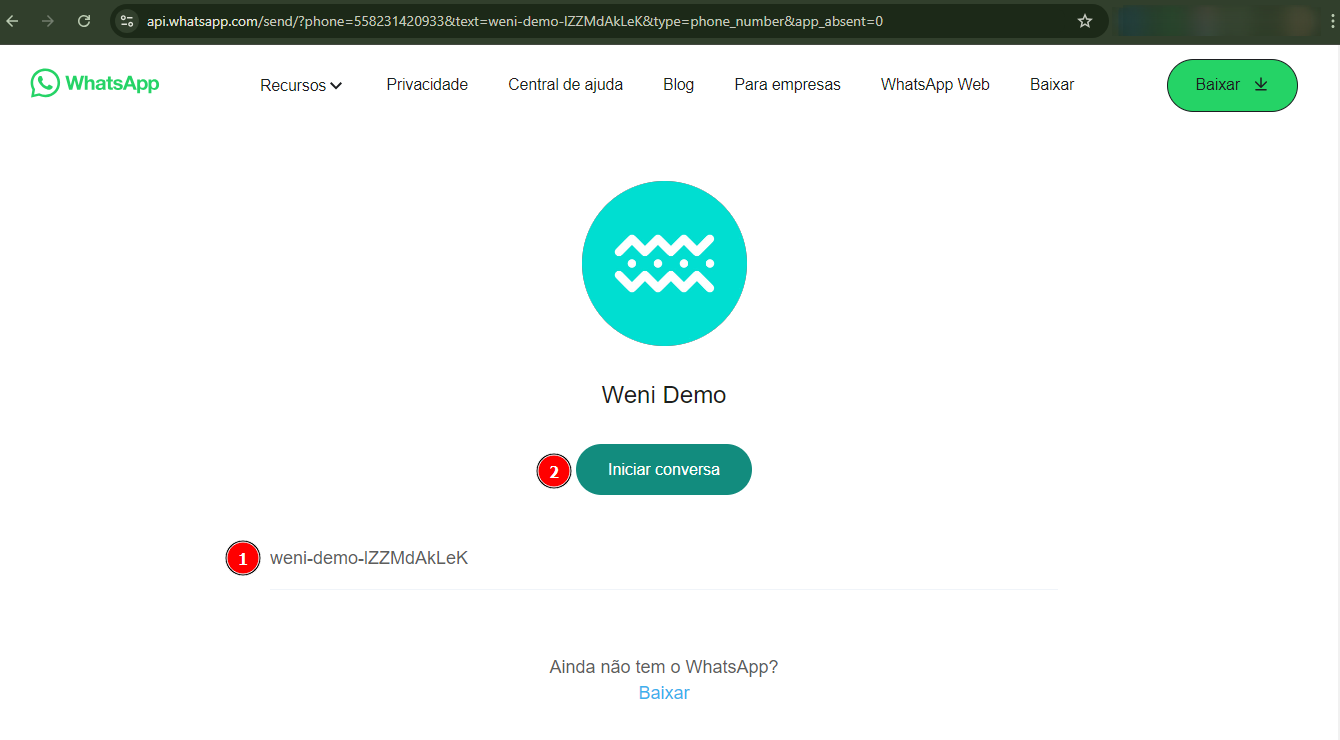 api.whatsapp.com/send/?phone=558231420933&text=weni-demo-lZZMdAkLeK&type=phone_number&app_absent=0
WhatsApp Recursos Privacidade Central de ajuda Blog Para empresas WhatsApp Web Baixar Baixar
Weni Demo
2 Iniciar conversa
1 weni-demo-lZZMdAkLeK
Ainda não tem o WhatsApp?
Baixar